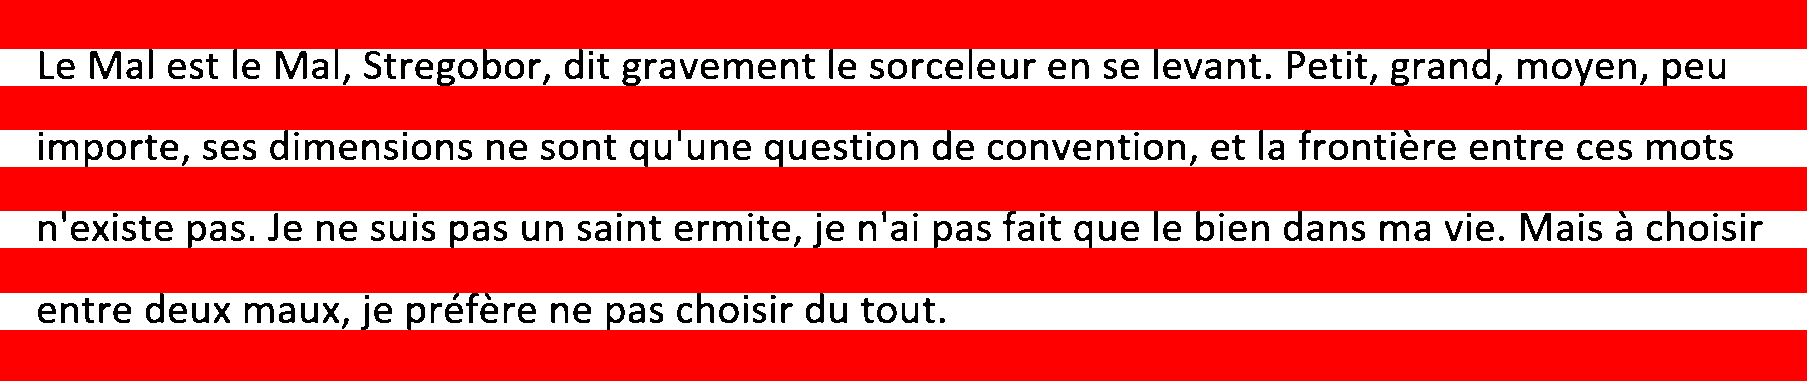 Le Mal est le Mal, Stregobor, dit gravement le sorceleur en se levant. Petit, grand, moyen, peu
importe, ses dimensions ne sont qu'une question de convention, et la frontière entre ces mots
n'existe pas. Je ne suis pas un saint ermite, je n'ai pas fait que le bien dans ma vie. Mais à choisir
entre deux maux, je préfère ne pas choisir du tout.